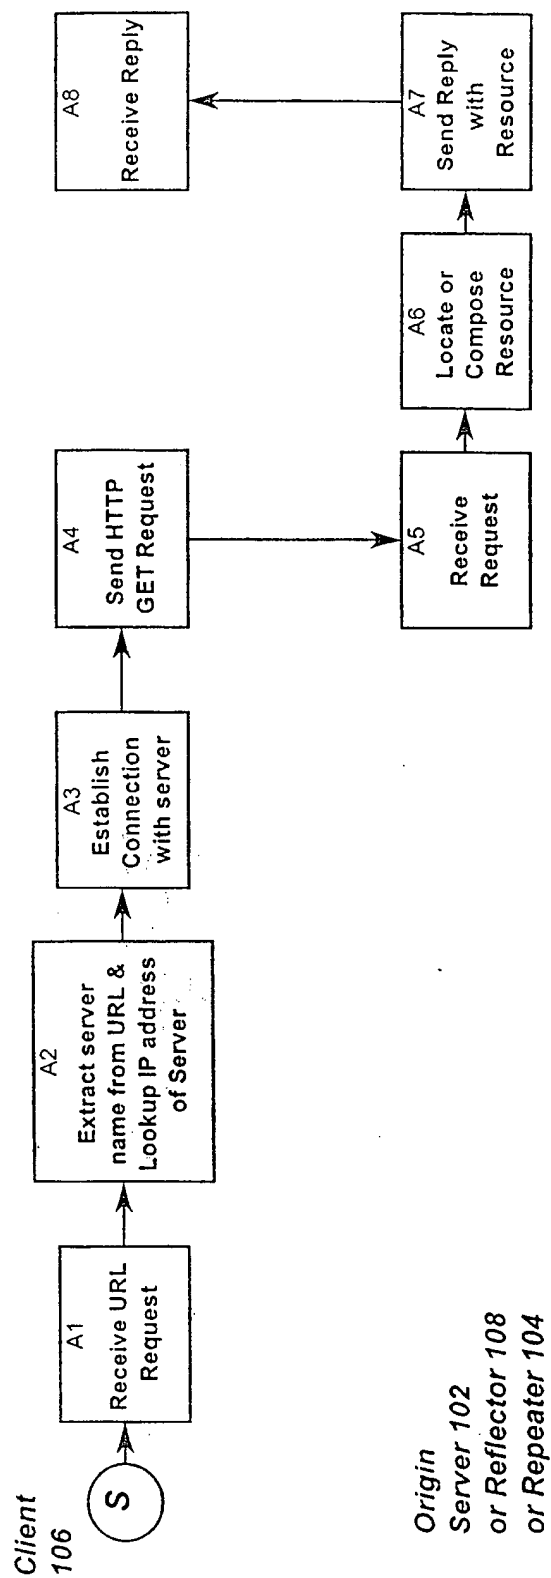 Client
106
S
A1
Receive URL
Request
A2
Extract server
name from URL &
Lookup IP address
of Server
A3
Establish
Connection
with server
A4
Send HTTP
GET Request
A8
Receive Reply
Origin
Server 102
or Reflector 108
or Repeater 104
A5
Receive
Request
A6
Locate or
Compose
Resource
A7
Send Reply
with
Resource